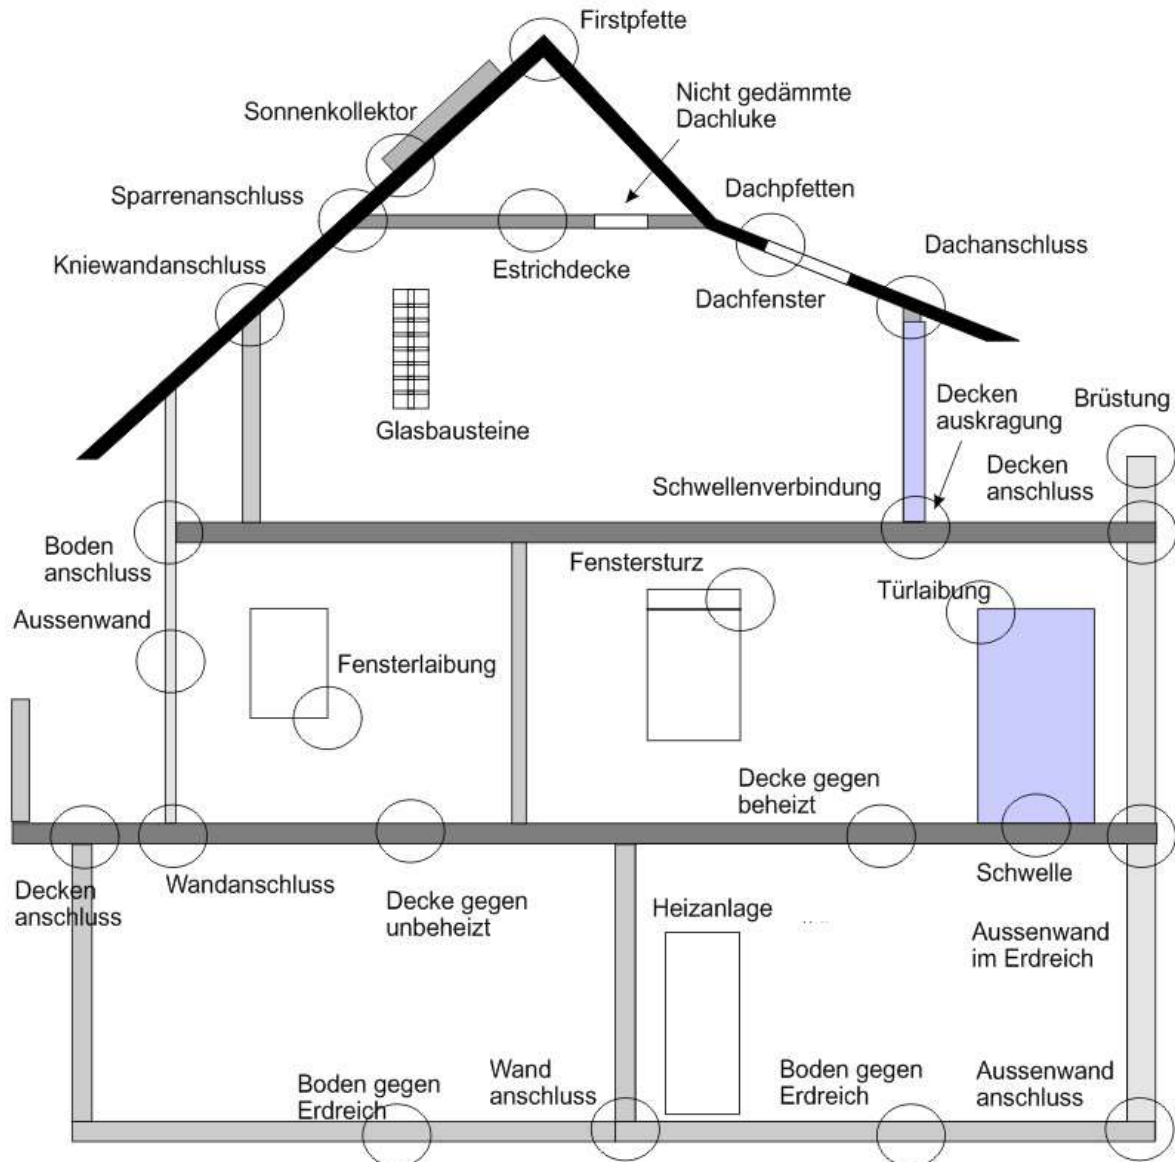 Firstpfette
Nicht gedämmte
Dachluke
Sonnenkollektor
Sparrenanschluss
Dachpfetten
Dachanschluss
Kniewandanschluss
Estrichdecke
Dachfenster
Glasbausteine
Decken
auskragung
Brüstung
Decken
anschluss
Schwellenverbindung
Boden
anschluss
Fenstersturz
Türlaibung
Aussenwand
Fensterlaibung
Decke gegen
beheizt
Decken
anschluss
Wandanschluss
Decke gegen
unbeheizt
Schwelle
Heizanlage
Aussenwand
im Erdreich
Boden gegen
Erdreich
Wand
anschluss
Boden gegen
Erdreich
Aussenwand
anschluss